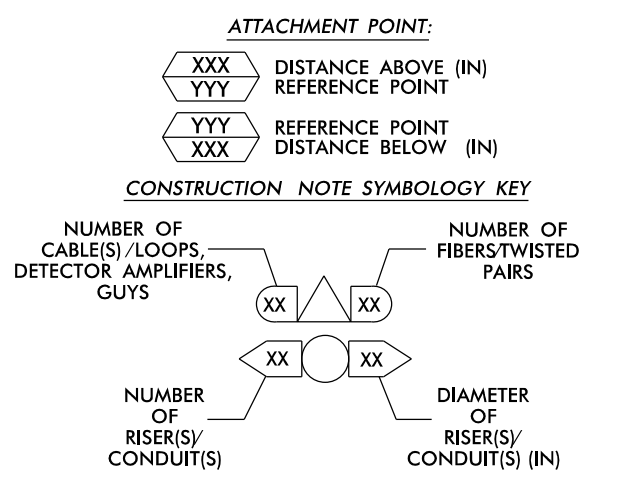 ATTACHMENT POINT:
XXX
YYY
DISTANCE ABOVE (IN)
REFERENCE POINT
YYY
XXX
REFERENCE POINT
DISTANCE BELOW (IN)
CONSTRUCTION NOTE SYMBOLOGY KEY
NUMBER OF
CABLE(S)/LOOPS,
DETECTOR AMPLIFIERS,
GUYS
NUMBER OF
FIBERS/TWISTED
PAIRS
XX
XX
XX
XX
NUMBER
OF
RISER(S)/
CONDUIT(S)
DIAMETER
OF
RISER(S)/
CONDUIT(S) (IN)